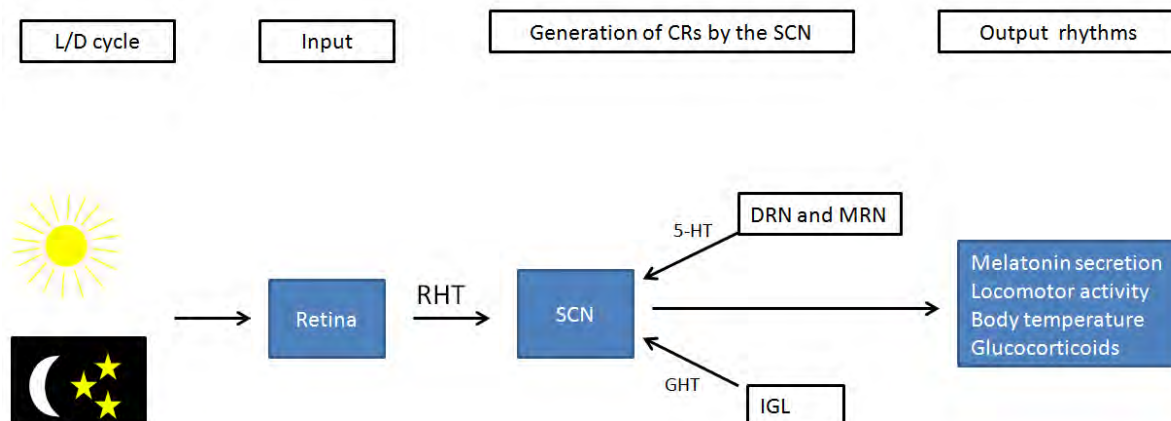 L/D cycle
Input
Generation of CRs by the SCN
Output rhythms
DRN and MRN
5-HT
Retina
RHT
SCN
Melatonin secretion
Locomotor activity
Body temperature
Glucocorticoids
GHT
IGL